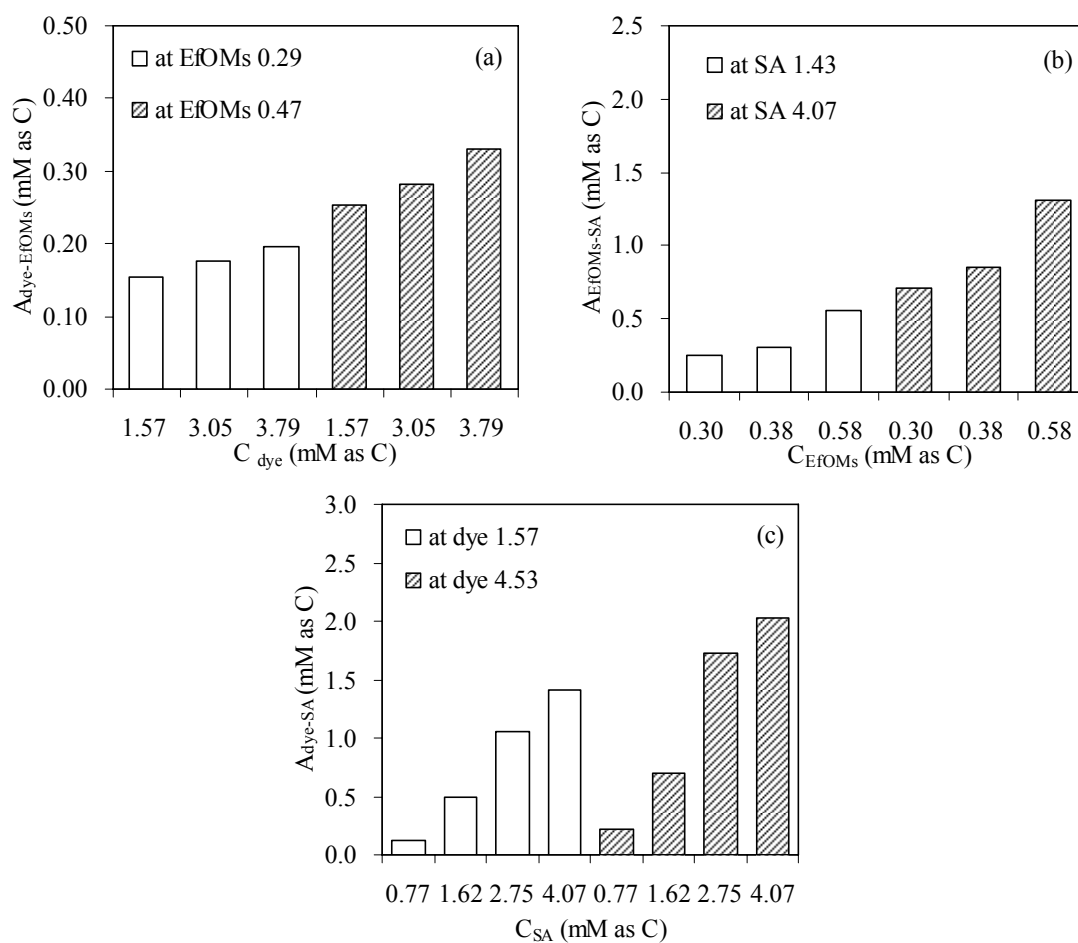 0.50
0.40
0.30
0.20
0.10
0.00
A dye-EfOMs (mM as C)
at EfOMs 0.29
at EfOMs 0.47
(a)
1.57 3.05 3.79 1.57 3.05 3.79
C dye (mM as C)
2.5
2.0
1.5
1.0
0.5
0.0
A EfOMs-SA (mM as C)
at SA 1.43
at SA 4.07
(b)
0.30 0.38 0.58 0.30 0.38 0.58
C EfOMs (mM as C)
3.0
2.5
2.0
1.5
1.0
0.5
0.0
A dye-SA (mM as C)
at dye 1.57
at dye 4.53
(c)
0.77 1.62 2.75 4.07 0.77 1.62 2.75 4.07
C SA (mM as C)